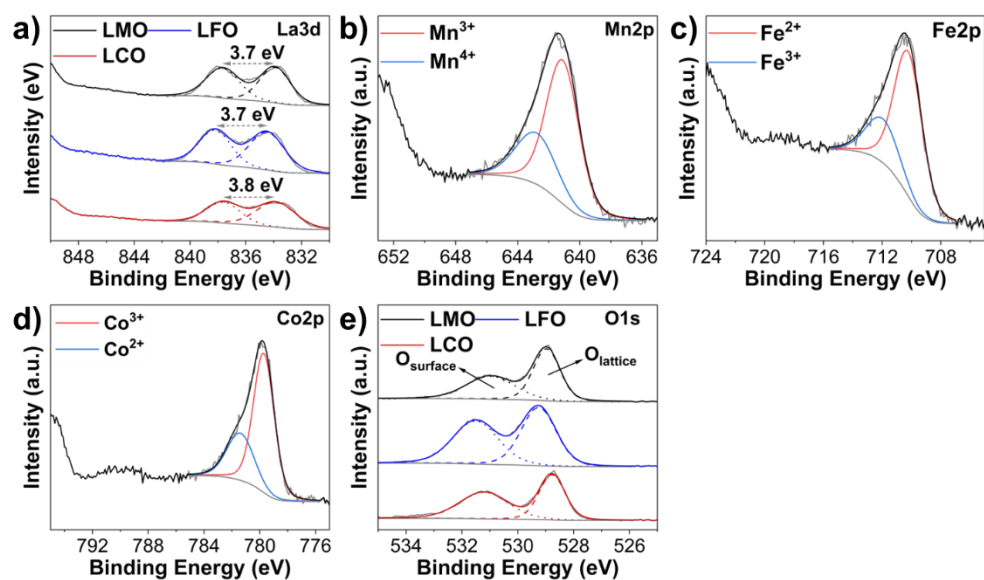 a)
LMO LFO La3d
LCO
3.7 eV
3.7 eV
3.8 eV
Intensity (eV)
848 844 840 836 832
Binding Energy (eV)
b)
Mn3+ Mn2p
Mn4+
Intensity (a.u.)
652 648 644 640 636
Binding Energy (eV)
c)
Fe2+ Fe2p
Fe3+
Intensity (a.u.)
724 720 716 712 708
Binding Energy (eV)
d)
Co3+ Co2p
Co2+
Intensity (a.u.)
792 788 784 780 776
Binding Energy (eV)
e)
LMO LFO O1s
LCO
Osurface Olattice
Intensity (a.u.)
534 532 530 528 526
Binding Energy (eV)